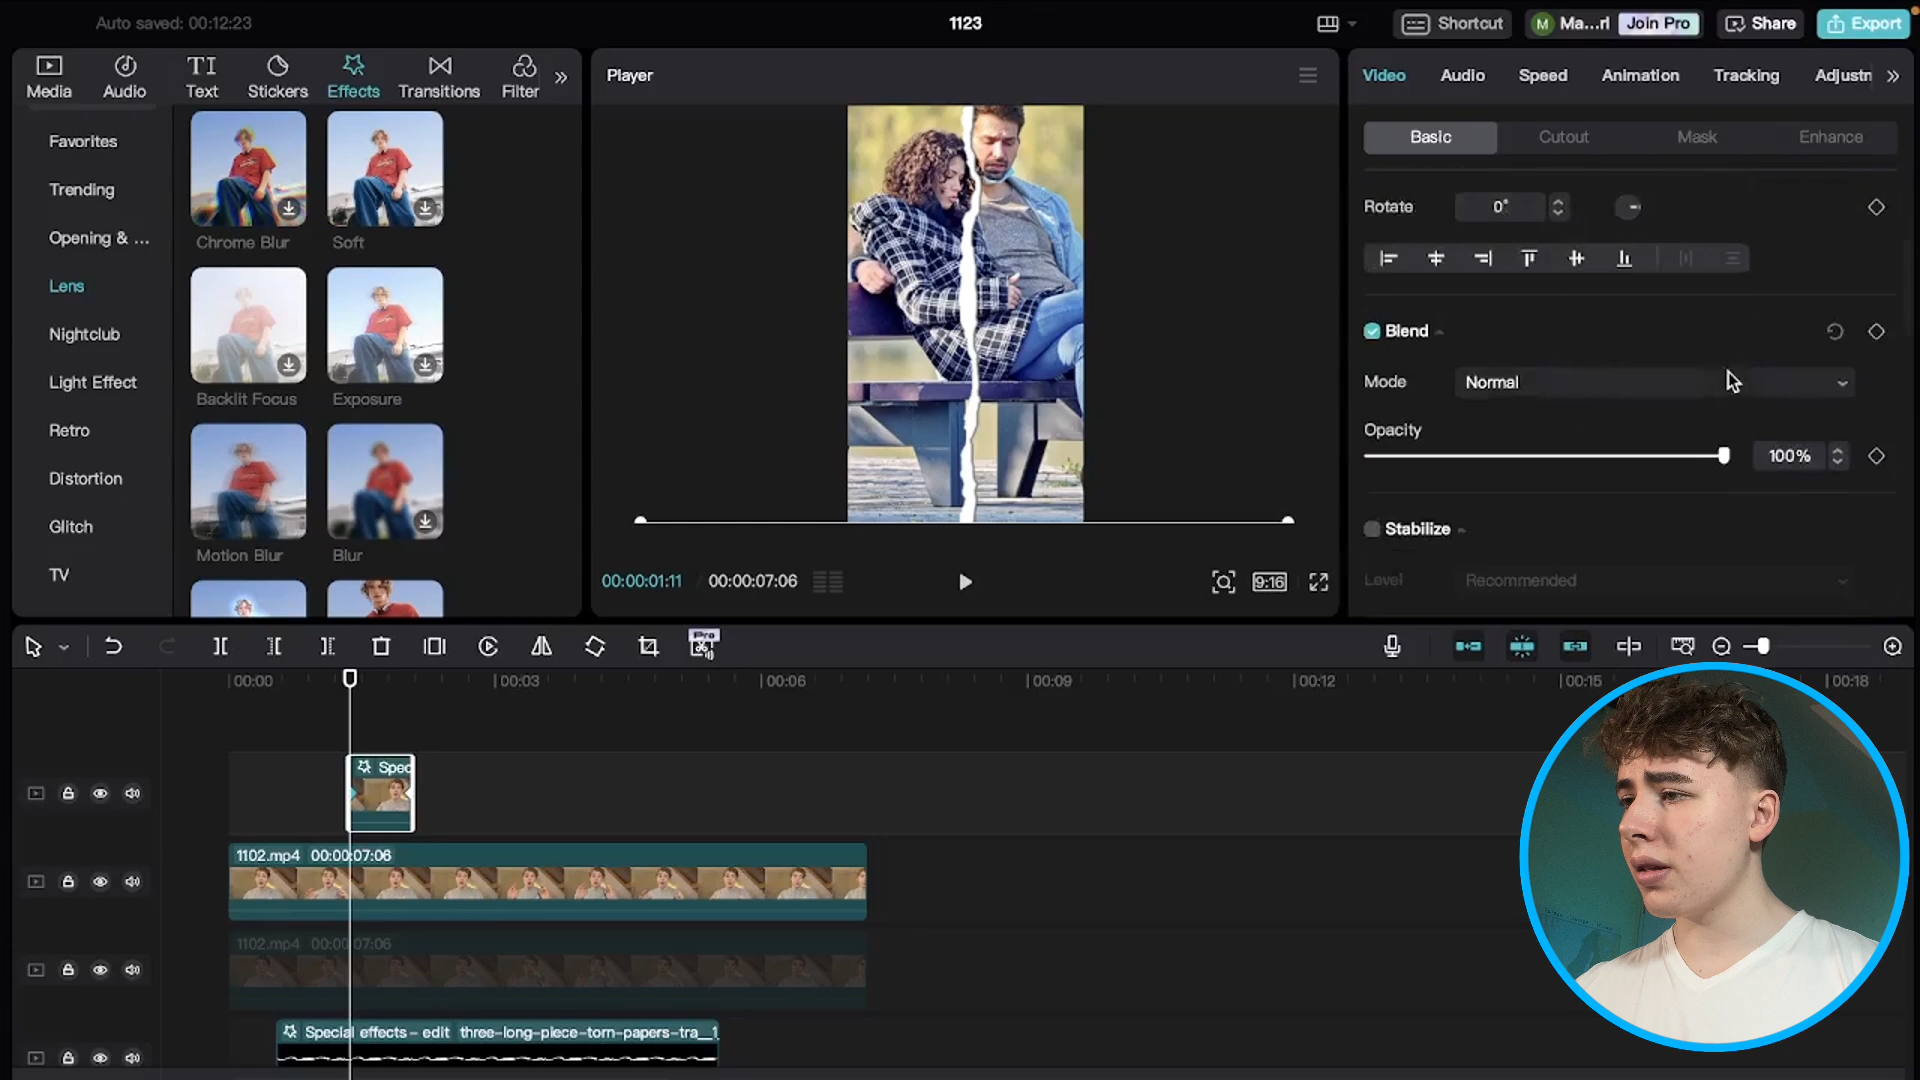 Auto saved: 00:12:23
1123
Shortcut
M Ma...rl
Join Pro
Share
Export
Media
Audio
TI
Text
Stickers
Effects
Transitions
Filter
Player
Video
Audio
Speed
Animation
Tracking
Adjustn
Basic
Cutout
Mask
Enhance
Favorites
Trending
Opening & ...
Lens
Nightclub
Light Effect
Retro
Distortion
Glitch
TV
Chrome Blur
Soft
Backlit Focus
Exposure
Motion Blur
Blur
00:00:01:11 / 00:00:07:06
9:16
Rotate
0°
Blend
Mode
Normal
Opacity
100%
Stabilize
Level
Recommended
Pro
00:00
00:03
00:06
00:09
00:12
00:15
00:18
Spec
1102.mp4 00:00:07:06
1102.mp4 00:00:07:06
Special effects – edit three-long-piece-torn-papers-tra__1